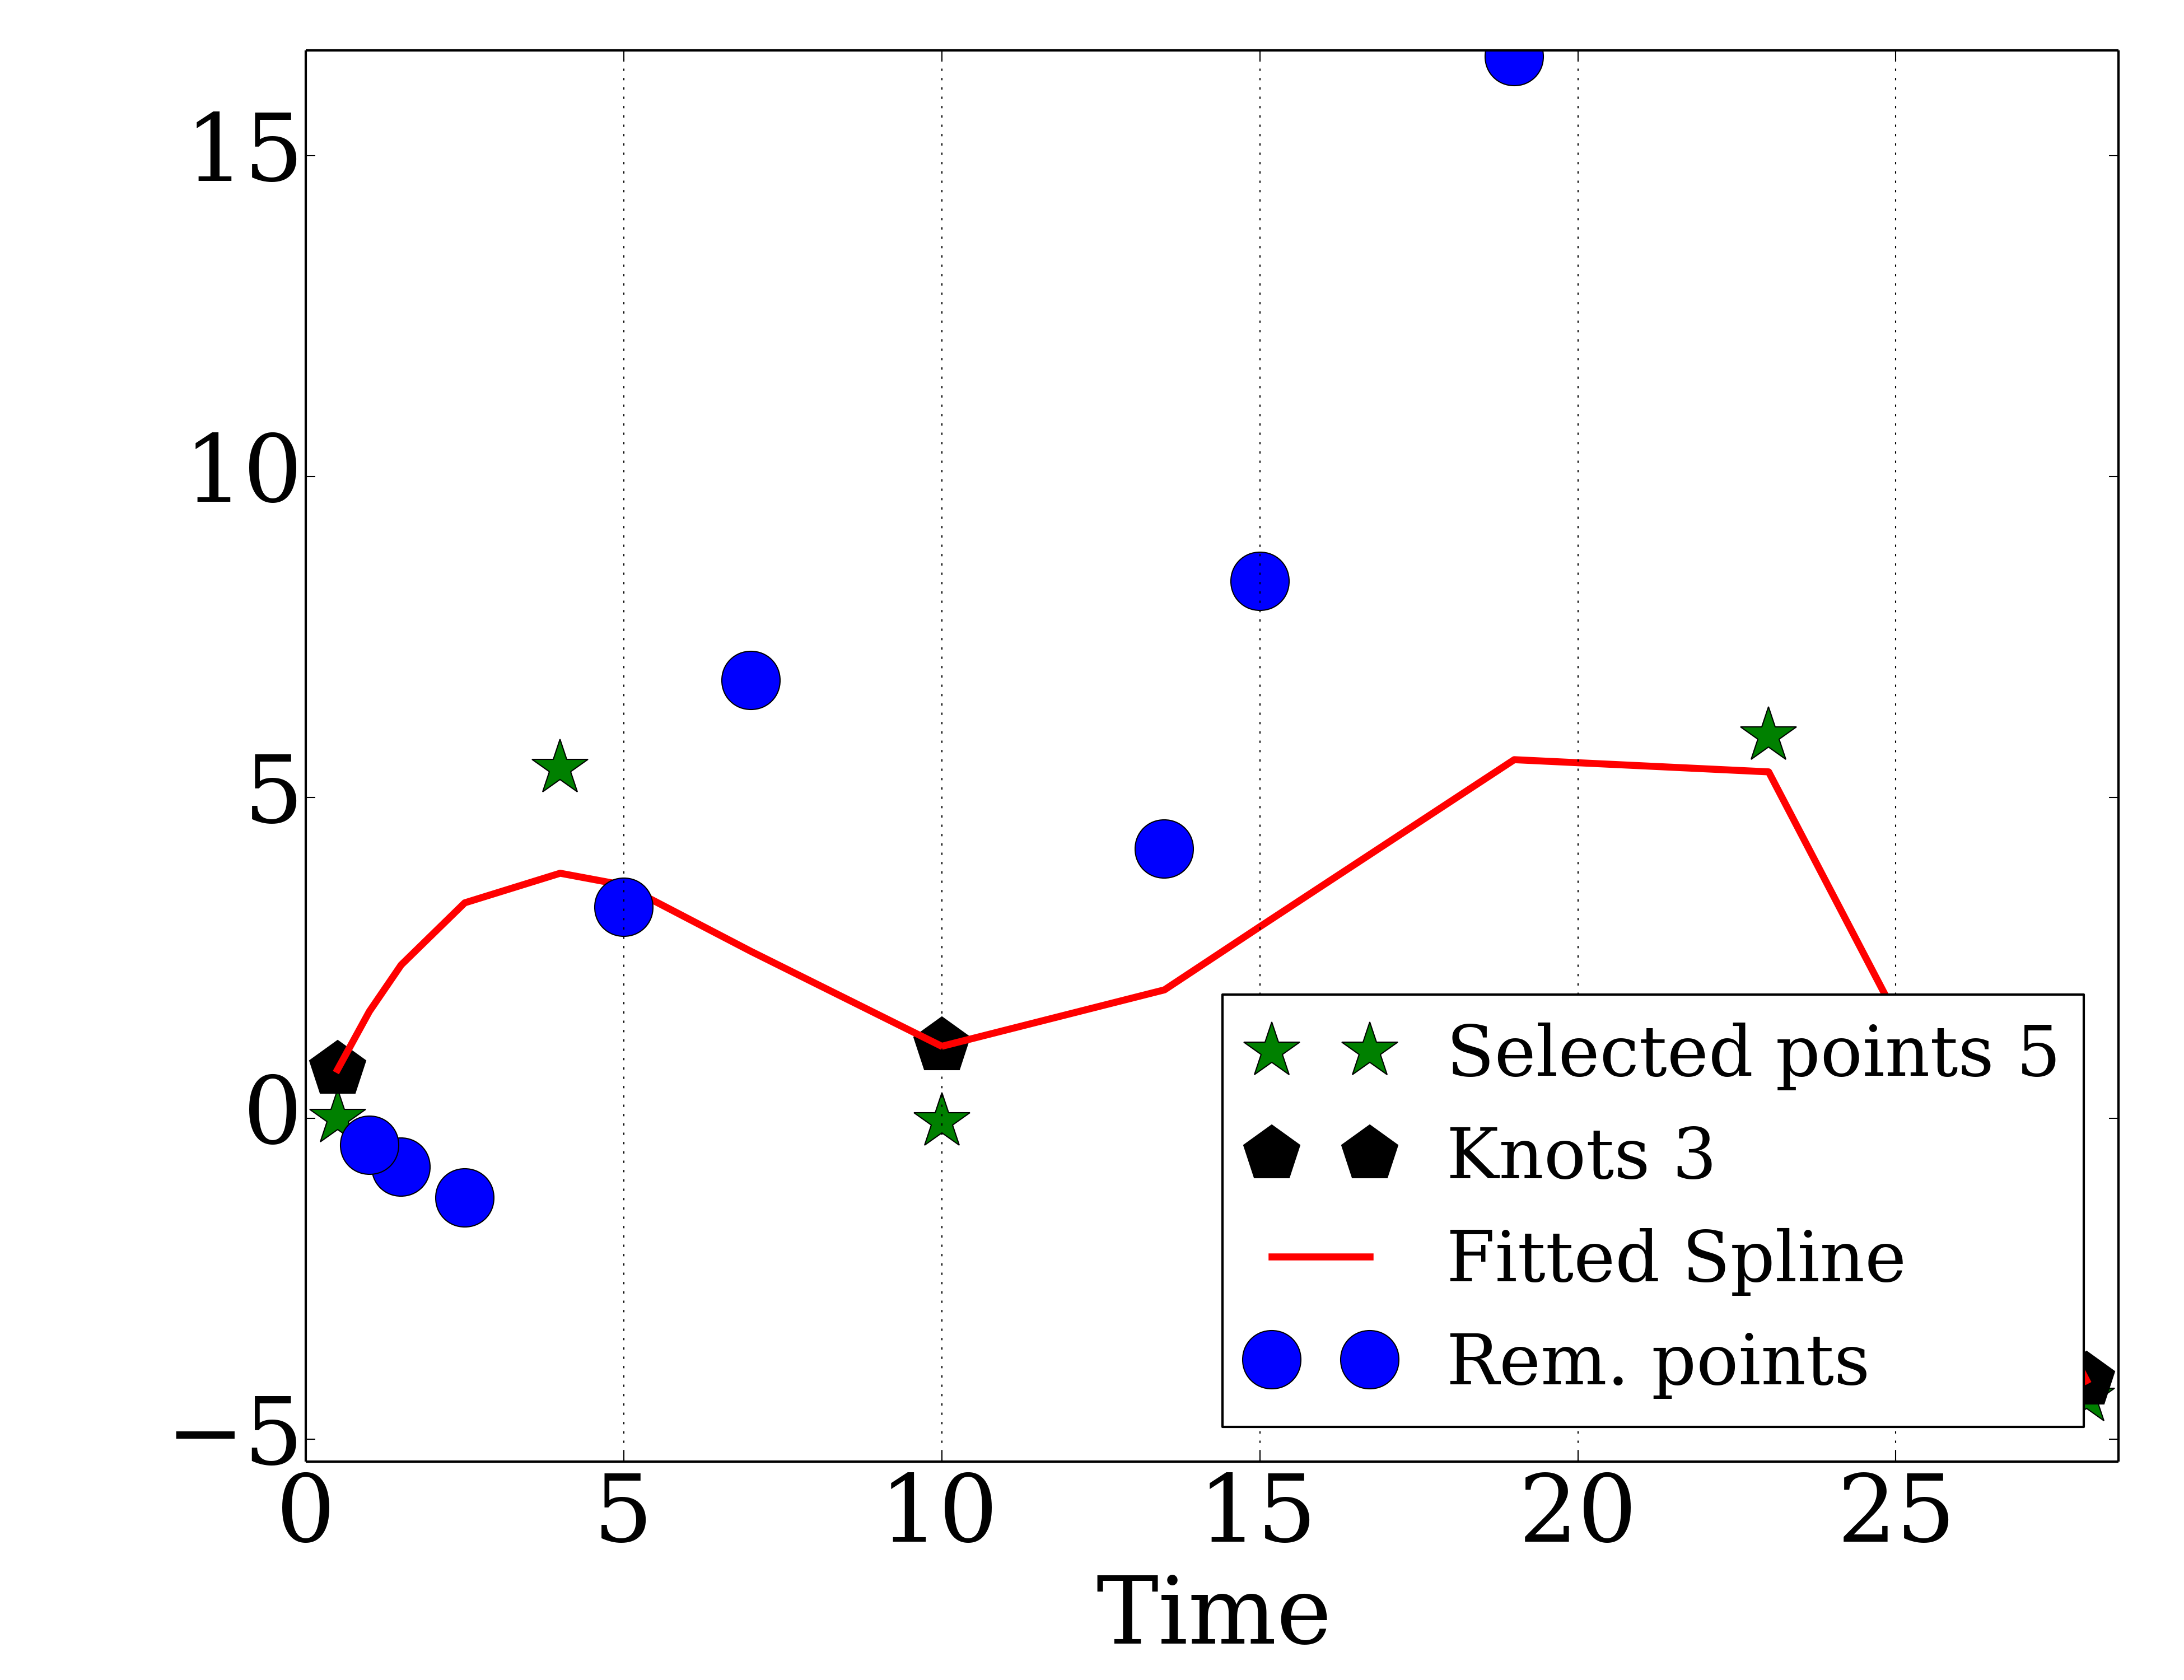 15
10
5
0
−5
0 5 10 15 20 25
Time
Selected points 5
Knots 3
Fitted Spline
Rem. points